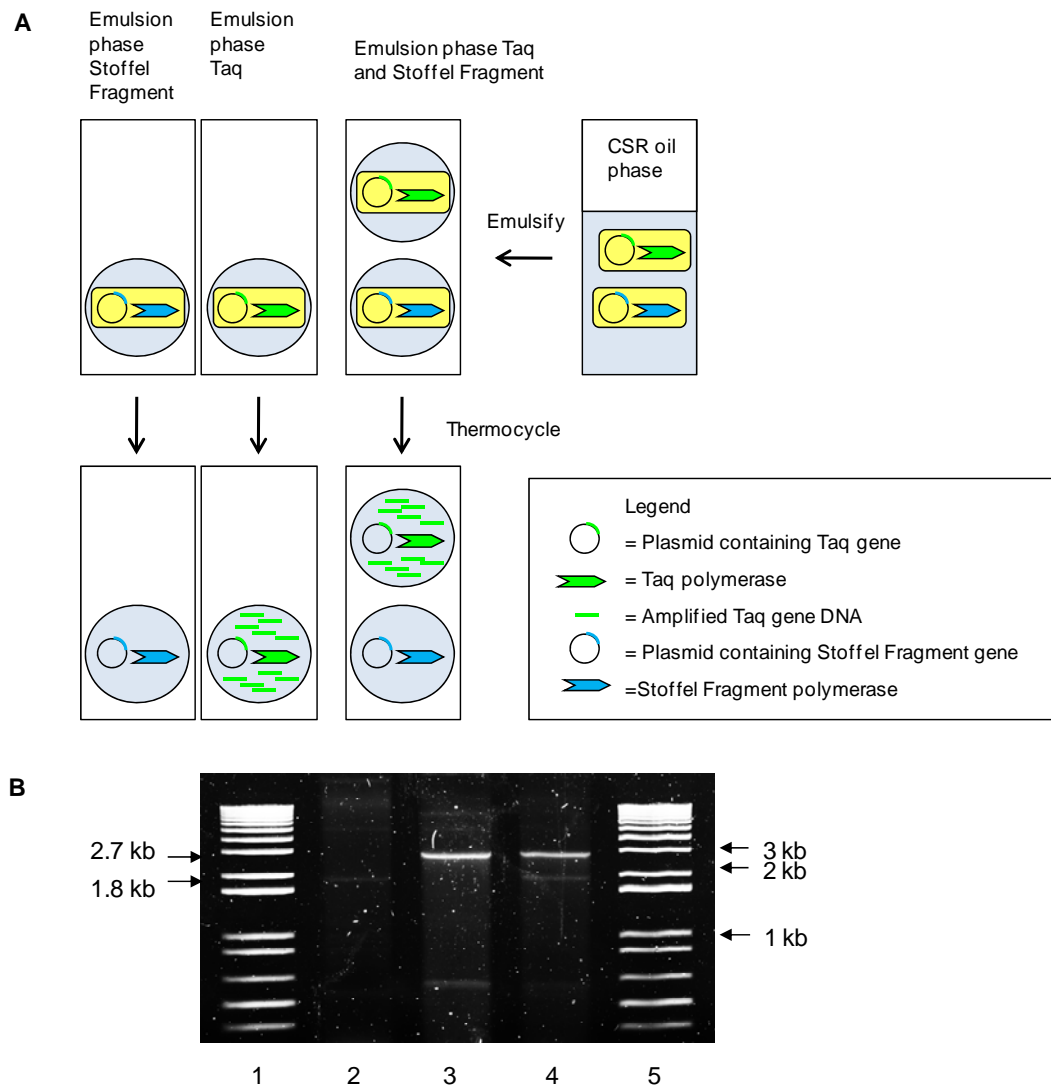 A
Emulsion
phase
Stoffel
Fragment
Emulsion
phase
Taq
Emulsion phase Taq
and Stoffel Fragment
CSR oil
phase
Emulsify
Thermocycle
Legend
= Plasmid containing Taq gene
= Taq polymerase
= Amplified Taq gene DNA
= Plasmid containing Stoffel Fragment gene
=Stoffel Fragment polymerase
B
2.7 kb
1.8 kb
3 kb
2 kb
1 kb
1 2 3 4 5